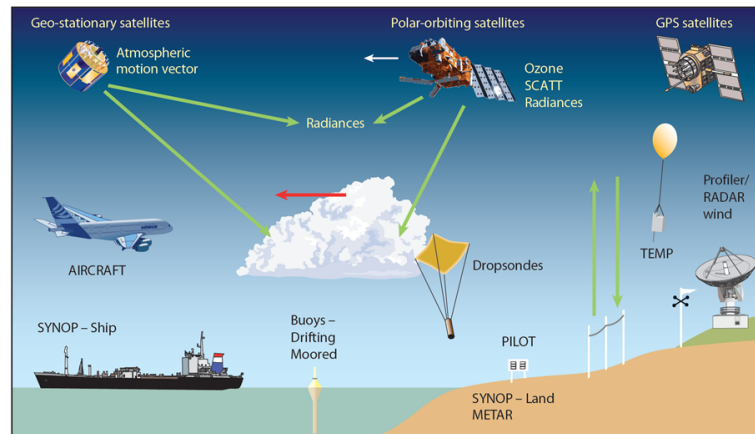 Geo-stationary satellites
Polar-orbiting satellites
GPS satellites
Atmospheric
motion vector
Ozone
SCATT
Radiances
Radiances
Profiler/
RADAR
wind
AIRCRAFT
Dropsondes
TEMP
SYNOP – Ship
Buoys –
Drifting
Moored
PILOT
SYNOP – Land
METAR